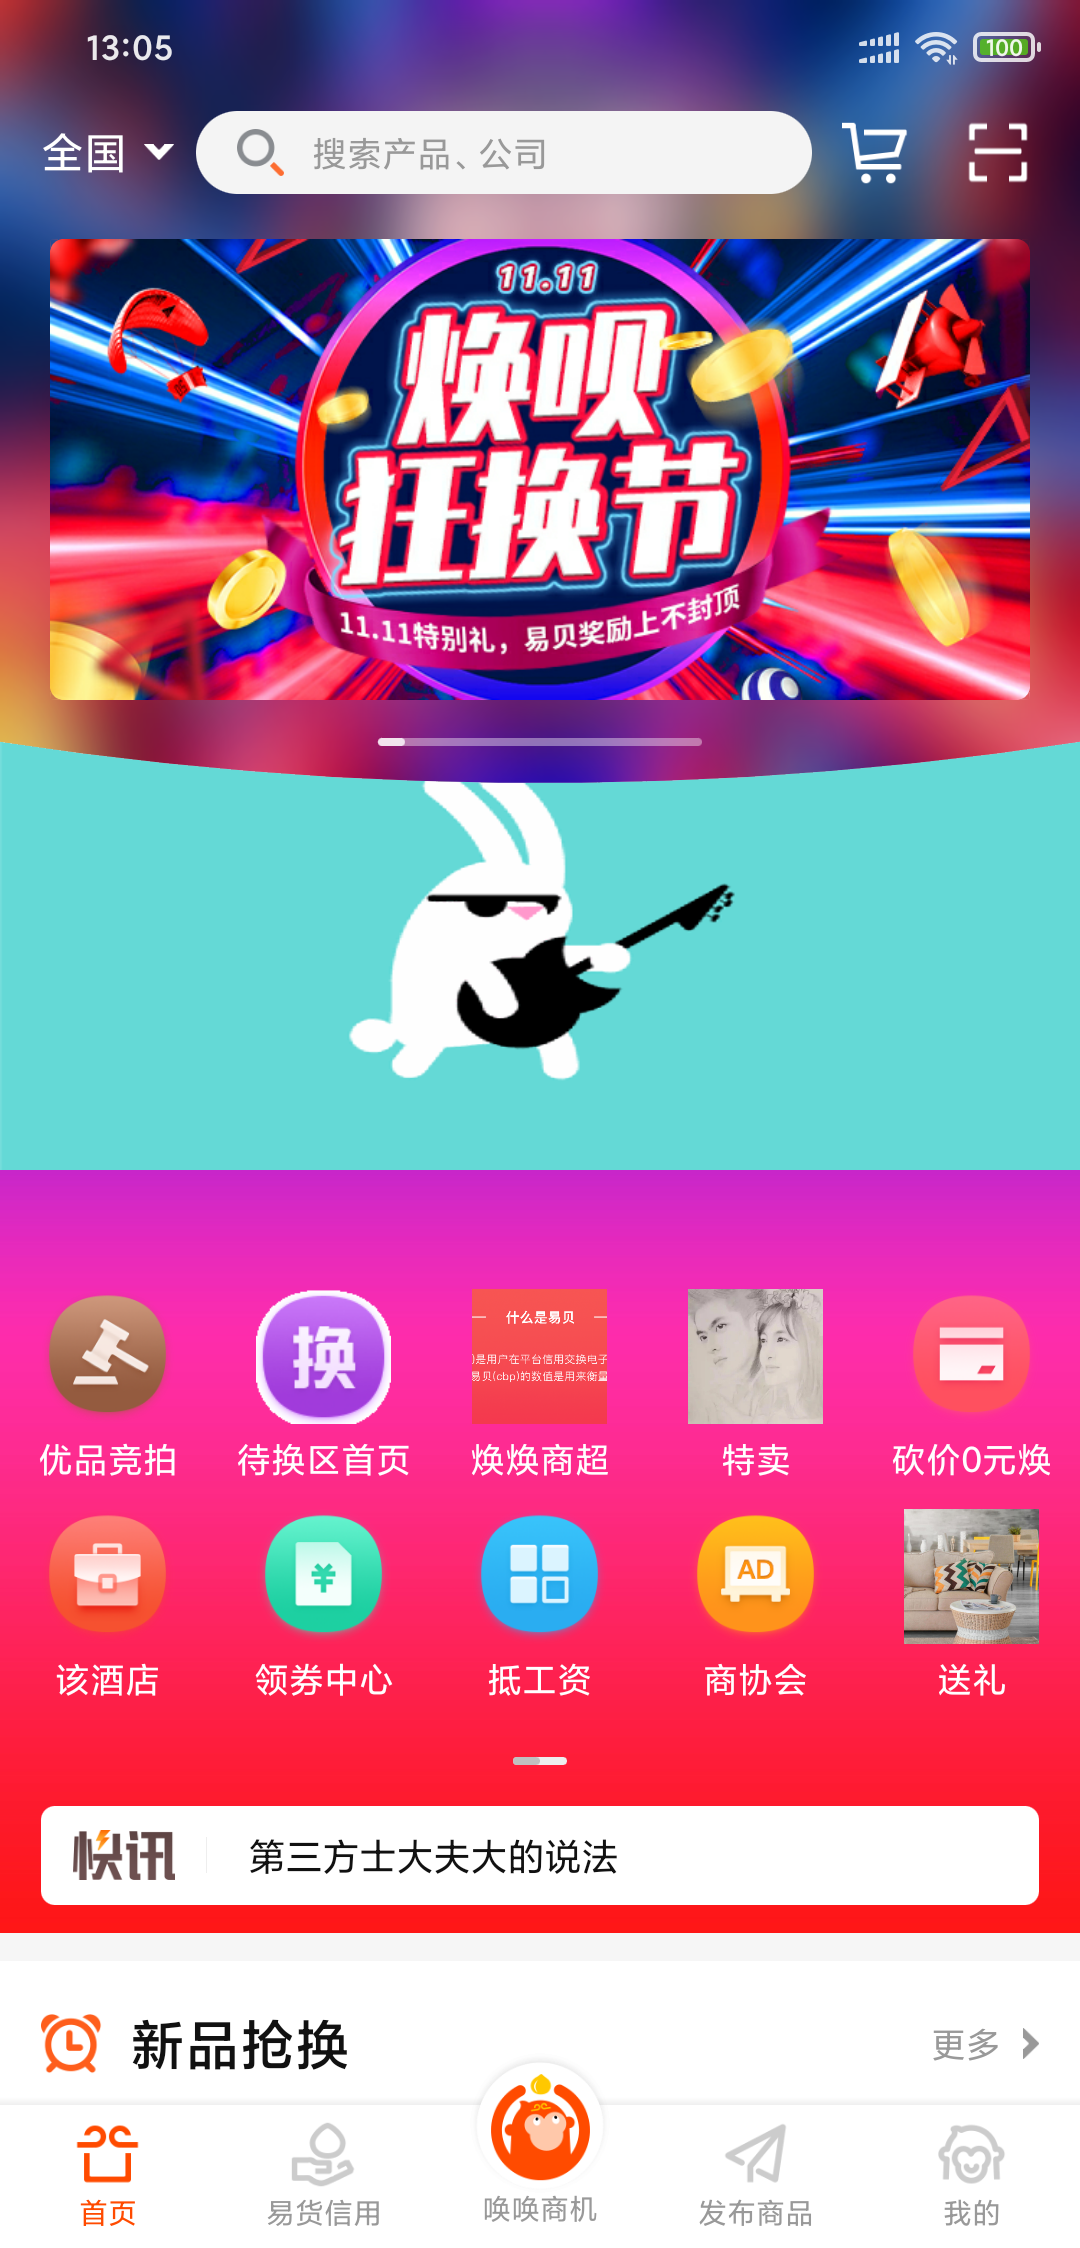 13:05
100
全国
搜索产品、公司
11.11
焕呗
狂换节
11.11特别礼，易贝奖励上不封顶
换
什么是易贝
)是用户在平台信用交换电子
易贝(cbp)的数值是用来衡量
优品竞拍
待换区首页
焕焕商超
特卖
砍价0元焕
¥
AD
该酒店
领券中心
抵工资
商协会
送礼
快讯
第三方士大夫大的说法
新品抢换
更多
首页
易货信用
唤唤商机
发布商品
我的